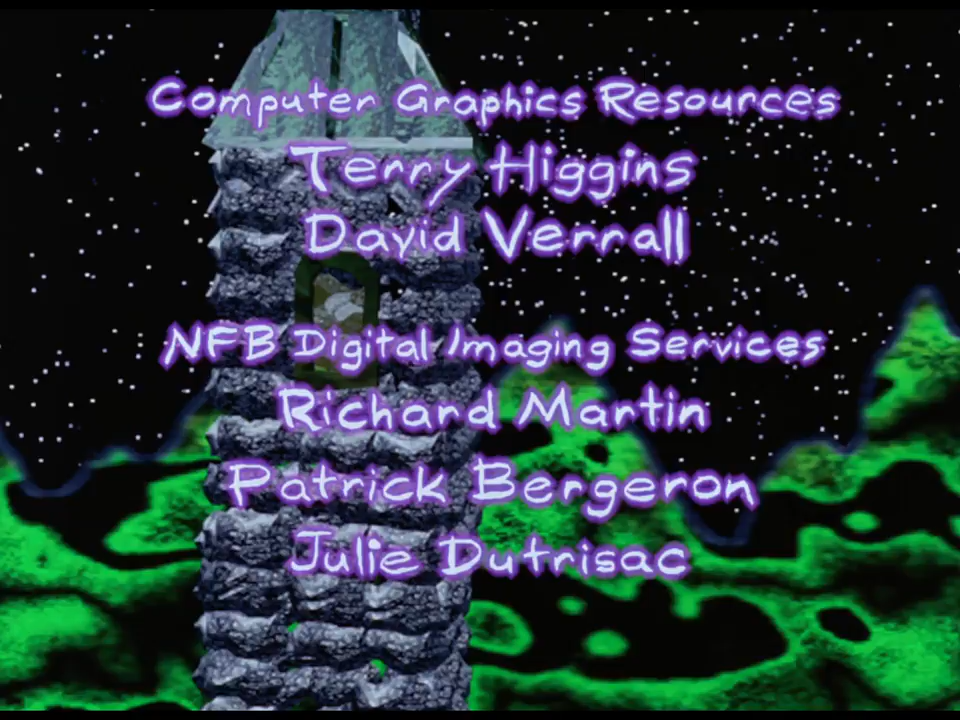 Computer Graphics Resources
Terry Higgins
David Verrall
NFB Digital Imaging Services
Richard Martin
Patrick Bergeron
Julie Dutrisac